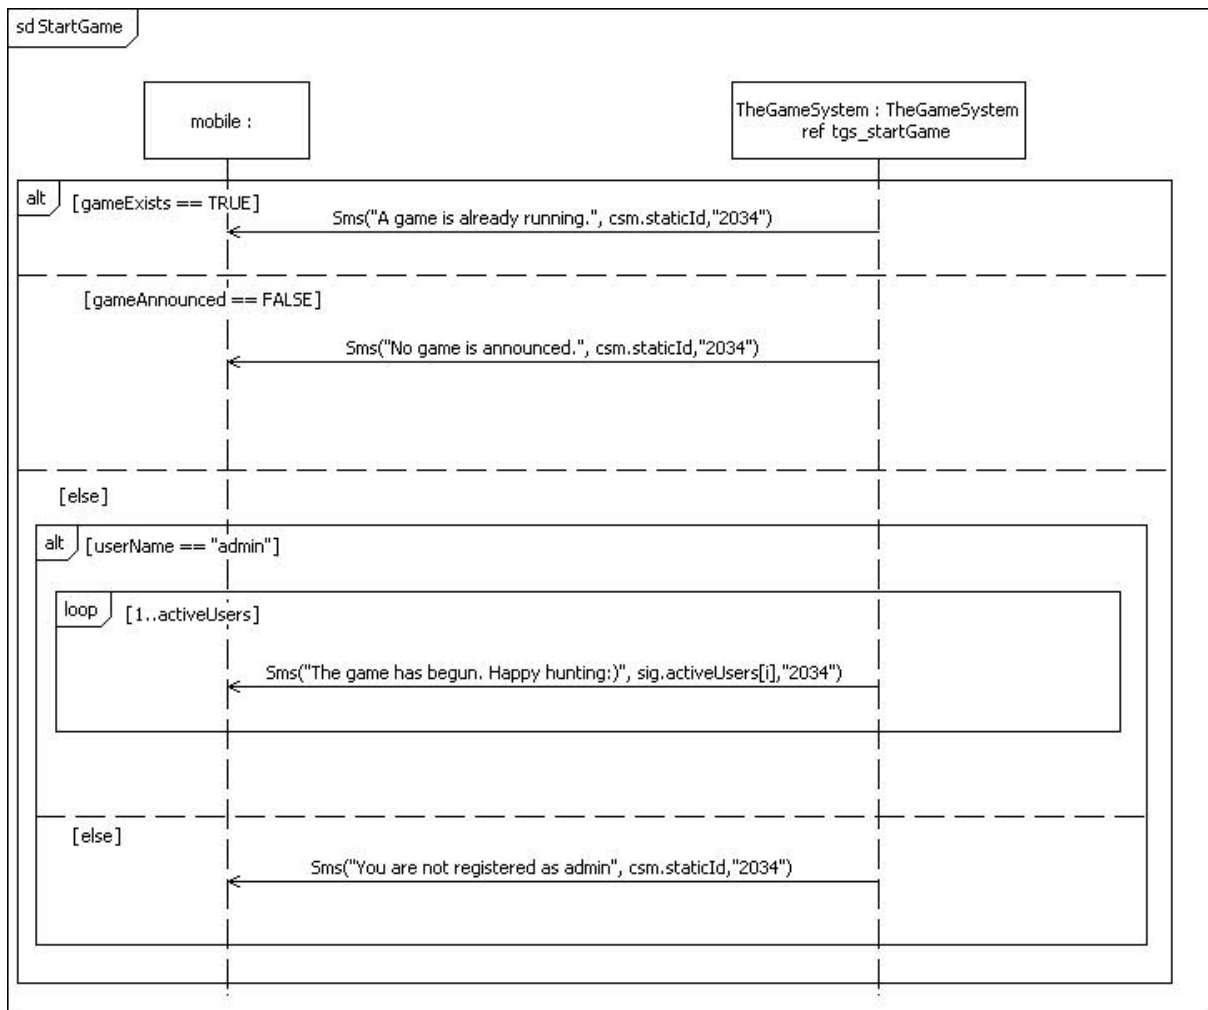 sd StartGame
mobile :
TheGameSystem : TheGameSystem
ref tgs_startGame
alt
[gameExists == TRUE]
Sms("A game is already running.", csm.staticId,"2034")
[gameAnnounced == FALSE]
Sms("No game is announced.", csm.staticId,"2034")
[else]
alt
[userName == "admin"]
loop
[1..activeUsers]
Sms("The game has begun. Happy hunting:)", sig.activeUsers[i],"2034")
[else]
Sms("You are not registered as admin", csm.staticId,"2034")